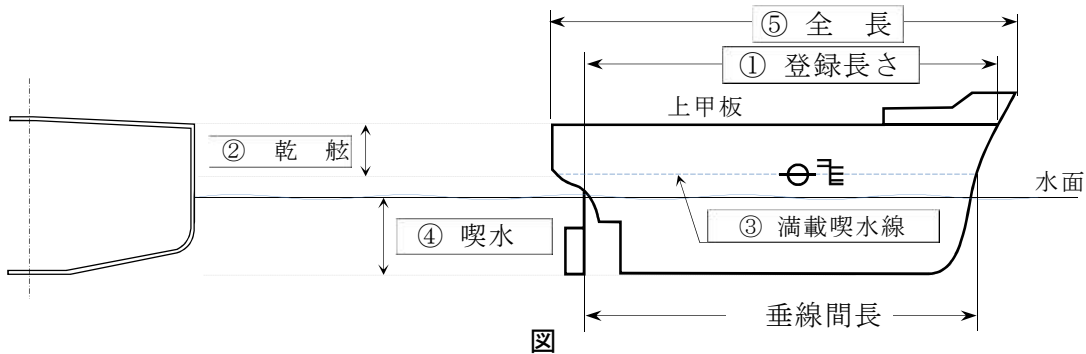 ⑤ 全 長
① 登録長さ
上甲板
② 乾 舷
水面
③ 満載喫水線
④ 喫水
垂線間長
図